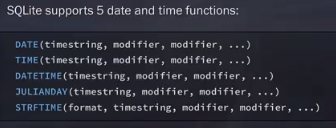 SQLite supports 5 date and time functions:
DATE(timestring, modifier, modifier, ...)
TIME(timestring, modifier, modifier, ...)
DATETIME(timestring, modifier, modifier, ...)
JULIANDAY(timestring, modifier, modifier, ...)
STRFTIME(format, timestring, modifier, modifier, ...)